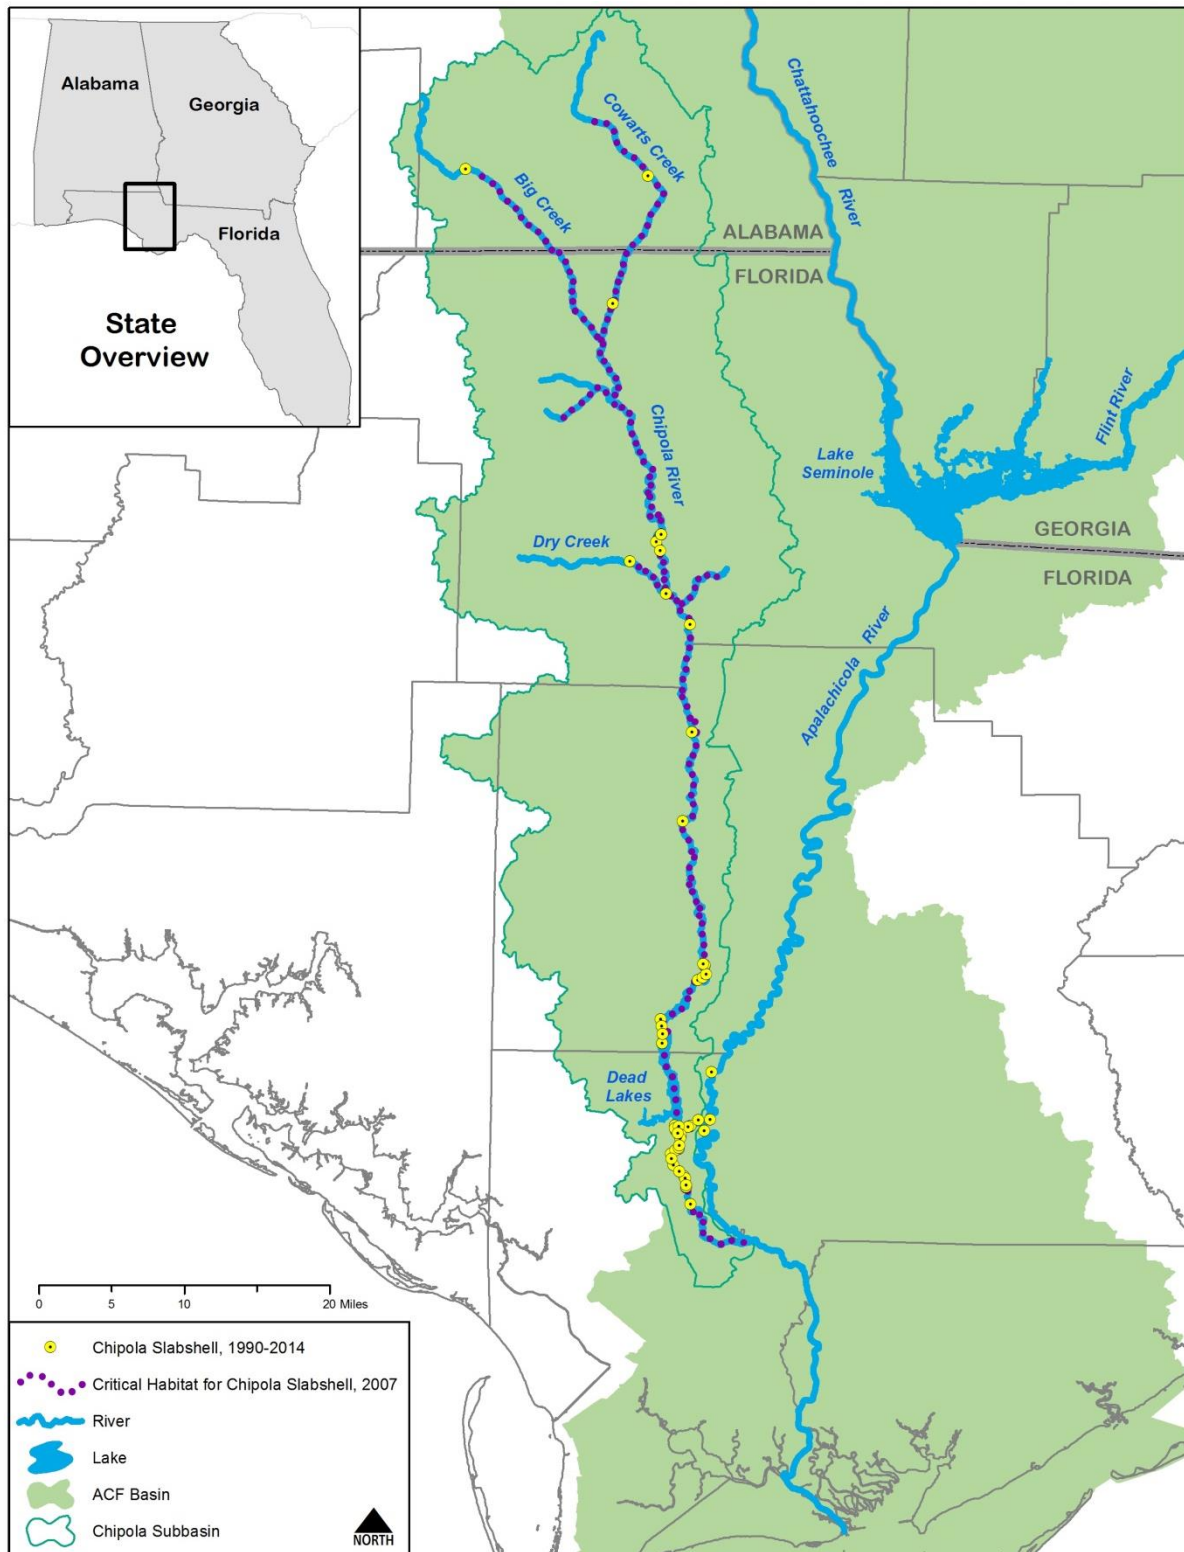 Alabama
Georgia
Florida
State
Overview
Chattahoochee
River
Cowarts Creek
Big Creek
ALABAMA
FLORIDA
Chipola River
Lake
Seminole
Flint River
Dry Creek
GEORGIA
FLORIDA
Apalachicola River
Dead
Lakes
0 5 10 20 Miles
Chipola Slabshell, 1990-2014
Critical Habitat for Chipola Slabshell, 2007
River
Lake
ACF Basin
Chipola Subbasin
NORTH